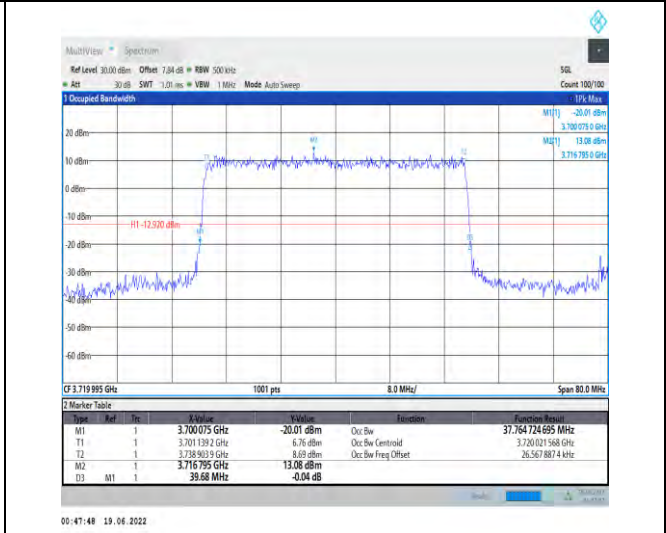 MultiView Spectrum
Ref Level 30.00 dBm Offset 7.84 dB RBW 500 kHz SGL
Att 30 dB SWT 1.01 ms VBW 1 MHz Mode Auto Sweep Count 100/100
1 Occupied Bandwidth 1Pk Max
M1[1] -20.01 dBm
3.700 075 0 GHz
M2[1] 13.08 dBm
3.716 795 0 GHz
20 dBm
M2
T1
T2
10 dBm
0 dBm
-10 dBm
H1 -12.920 dBm
M1
D3
-20 dBm
-30 dBm
-40 dBm
-50 dBm
-60 dBm
CF 3.719 995 GHz 1001 pts 8.0 MHz/ Span 80.0 MHz
2 Marker Table
Type Ref Trc X-Value Y-Value Function Function Result
M1 1 3.700 075 GHz -20.01 dBm Occ Bw 37.764 724 695 MHz
T1 1 3.701 139 2 GHz 6.76 dBm Occ Bw Centroid 3.720 021 568 GHz
T2 1 3.738 903 9 GHz 8.69 dBm Occ Bw Freq Offset 26.567 887 4 kHz
M2 1 3.716 795 GHz 13.08 dBm
D3 M1 1 39.68 MHz -0.04 dB
Ready
00:47:48 19.06.2022